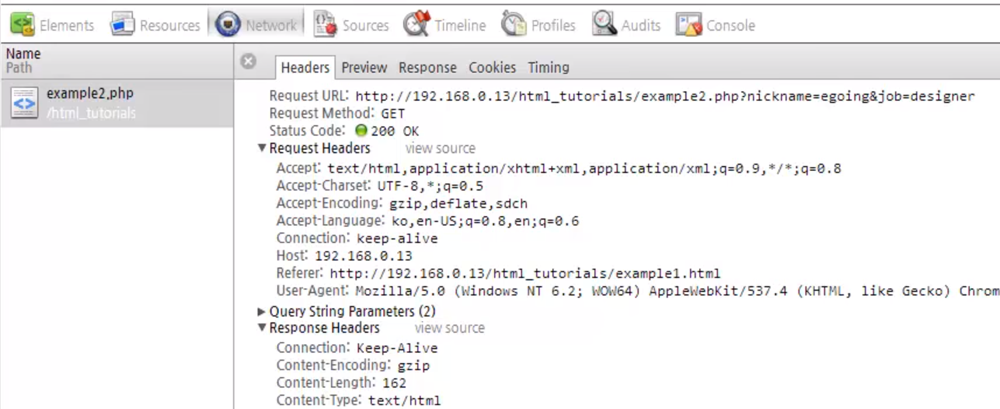 Elements Resources Network Sources Timeline Profiles Audits Console
Name
Path
example2.php
/html_tutorials
Headers Preview Response Cookies Timing
Request URL: http://192.168.0.13/html_tutorials/example2.php?nickname=egoing&job=designer
Request Method: GET
Status Code: 200 OK
Request Headers view source
Accept: text/html,application/xhtml+xml,application/xml;q=0.9,*/*;q=0.8
Accept-Charset: UTF-8,*;q=0.5
Accept-Encoding: gzip,deflate,sdch
Accept-Language: ko,en-US;q=0.8,en;q=0.6
Connection: keep-alive
Host: 192.168.0.13
Referer: http://192.168.0.13/html_tutorials/example1.html
User-Agent: Mozilla/5.0 (Windows NT 6.2; WOW64) AppleWebKit/537.4 (KHTML, like Gecko) Chrom
Query String Parameters (2)
Response Headers view source
Connection: Keep-Alive
Content-Encoding: gzip
Content-Length: 162
Content-Type: text/html